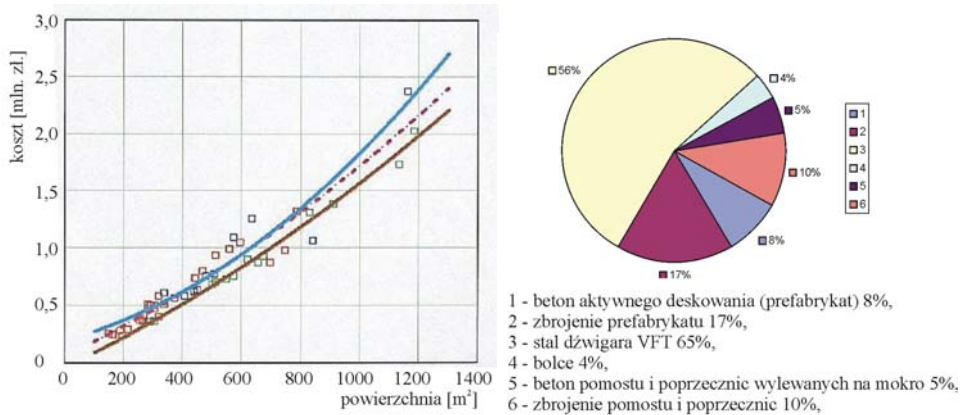 koszt [mln. zł.]
3,0
2,5
2,0
1,5
1,0
0,5
0
0 200 400 600 800 1000 1200 1400
powierzchnia [m²]
56%
4%
5%
10%
8%
17%
1
2
3
4
5
6
1 - beton aktywnego deskowania (prefabrykat) 8%,
2 - zbrojenie prefabrykatu 17%,
3 - stal dźwigara VFT 65%,
4 - bolce 4%,
5 - beton pomostu i poprzecznic wylewanych na mokro 5%,
6 - zbrojenie pomostu i poprzecznic 10%,